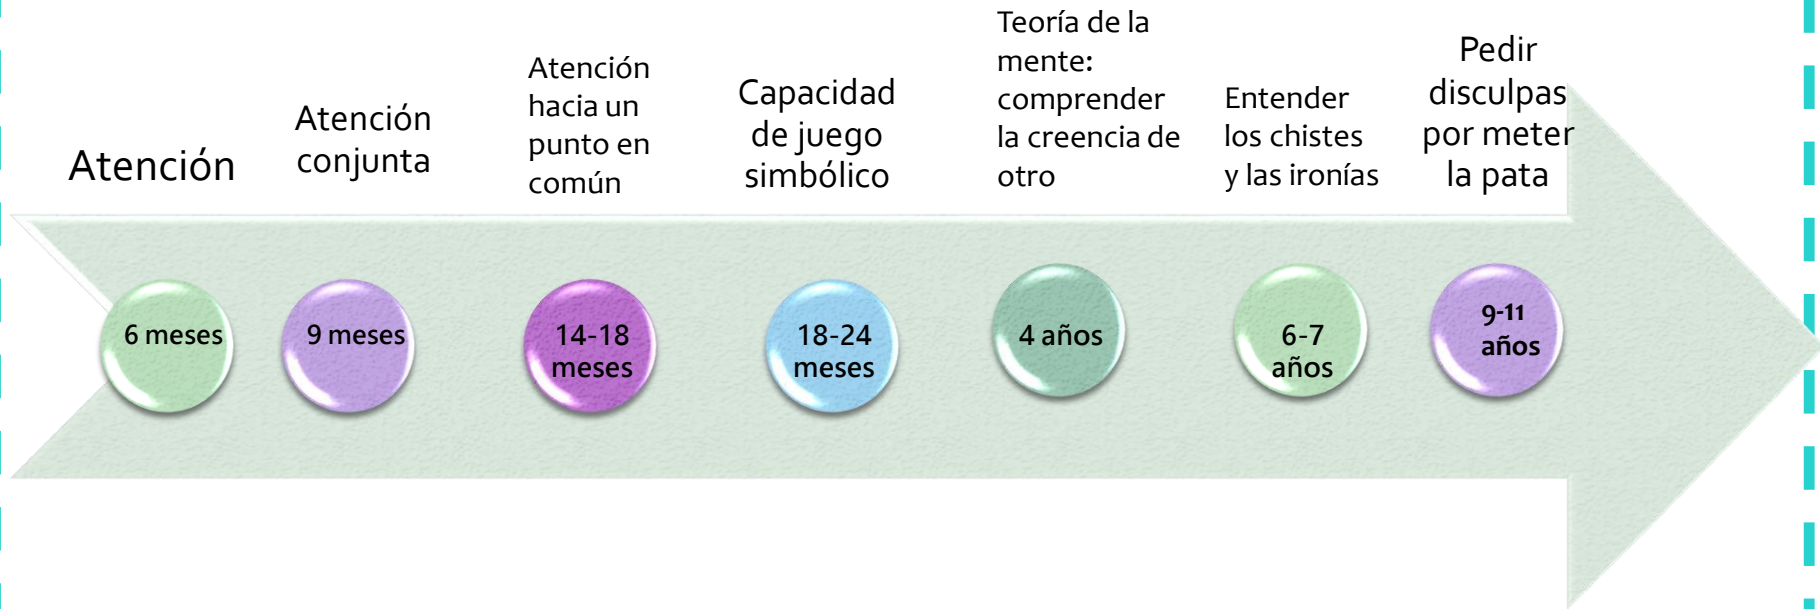 Atención
Atención
conjunta
Atención
hacia un
punto en
común
Capacidad
de juego
simbólico
Teoría de la
mente:
comprender
la creencia de
otro
Entender
los chistes
y las ironías
Pedir
disculpas
por meter
la pata
6 meses
9 meses
14-18
meses
18-24
meses
4 años
6-7
años
9-11
años